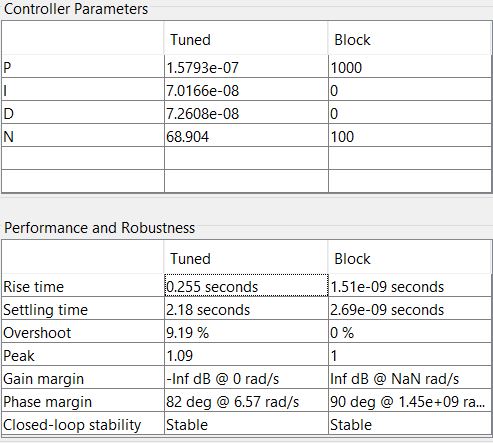 Controller Parameters
Tuned Block
P 1.5793e-07 1000
I 7.0166e-08 0
D 7.2608e-08 0
N 68.904 100
Performance and Robustness
Tuned Block
Rise time 0.255 seconds 1.51e-09 seconds
Settling time 2.18 seconds 2.69e-09 seconds
Overshoot 9.19 % 0 %
Peak 1.09 1
Gain margin -Inf dB @ 0 rad/s Inf dB @ NaN rad/s
Phase margin 82 deg @ 6.57 rad/s 90 deg @ 1.45e+09 ra...
Closed-loop stability Stable Stable